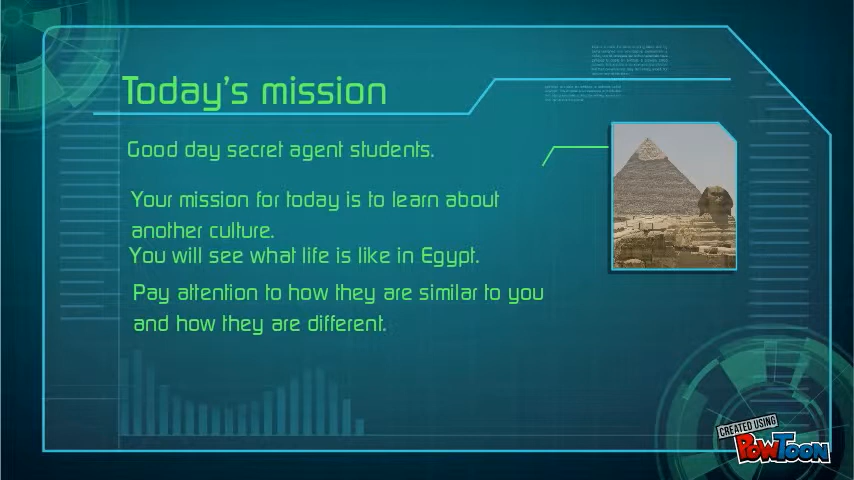 Today's mission
Good day secret agent students.
Your mission for today is to learn about
another culture.
You will see what life is like in Egypt.
Pay attention to how they are similar to you
and how they are different.
CREATED USING
POWTOON